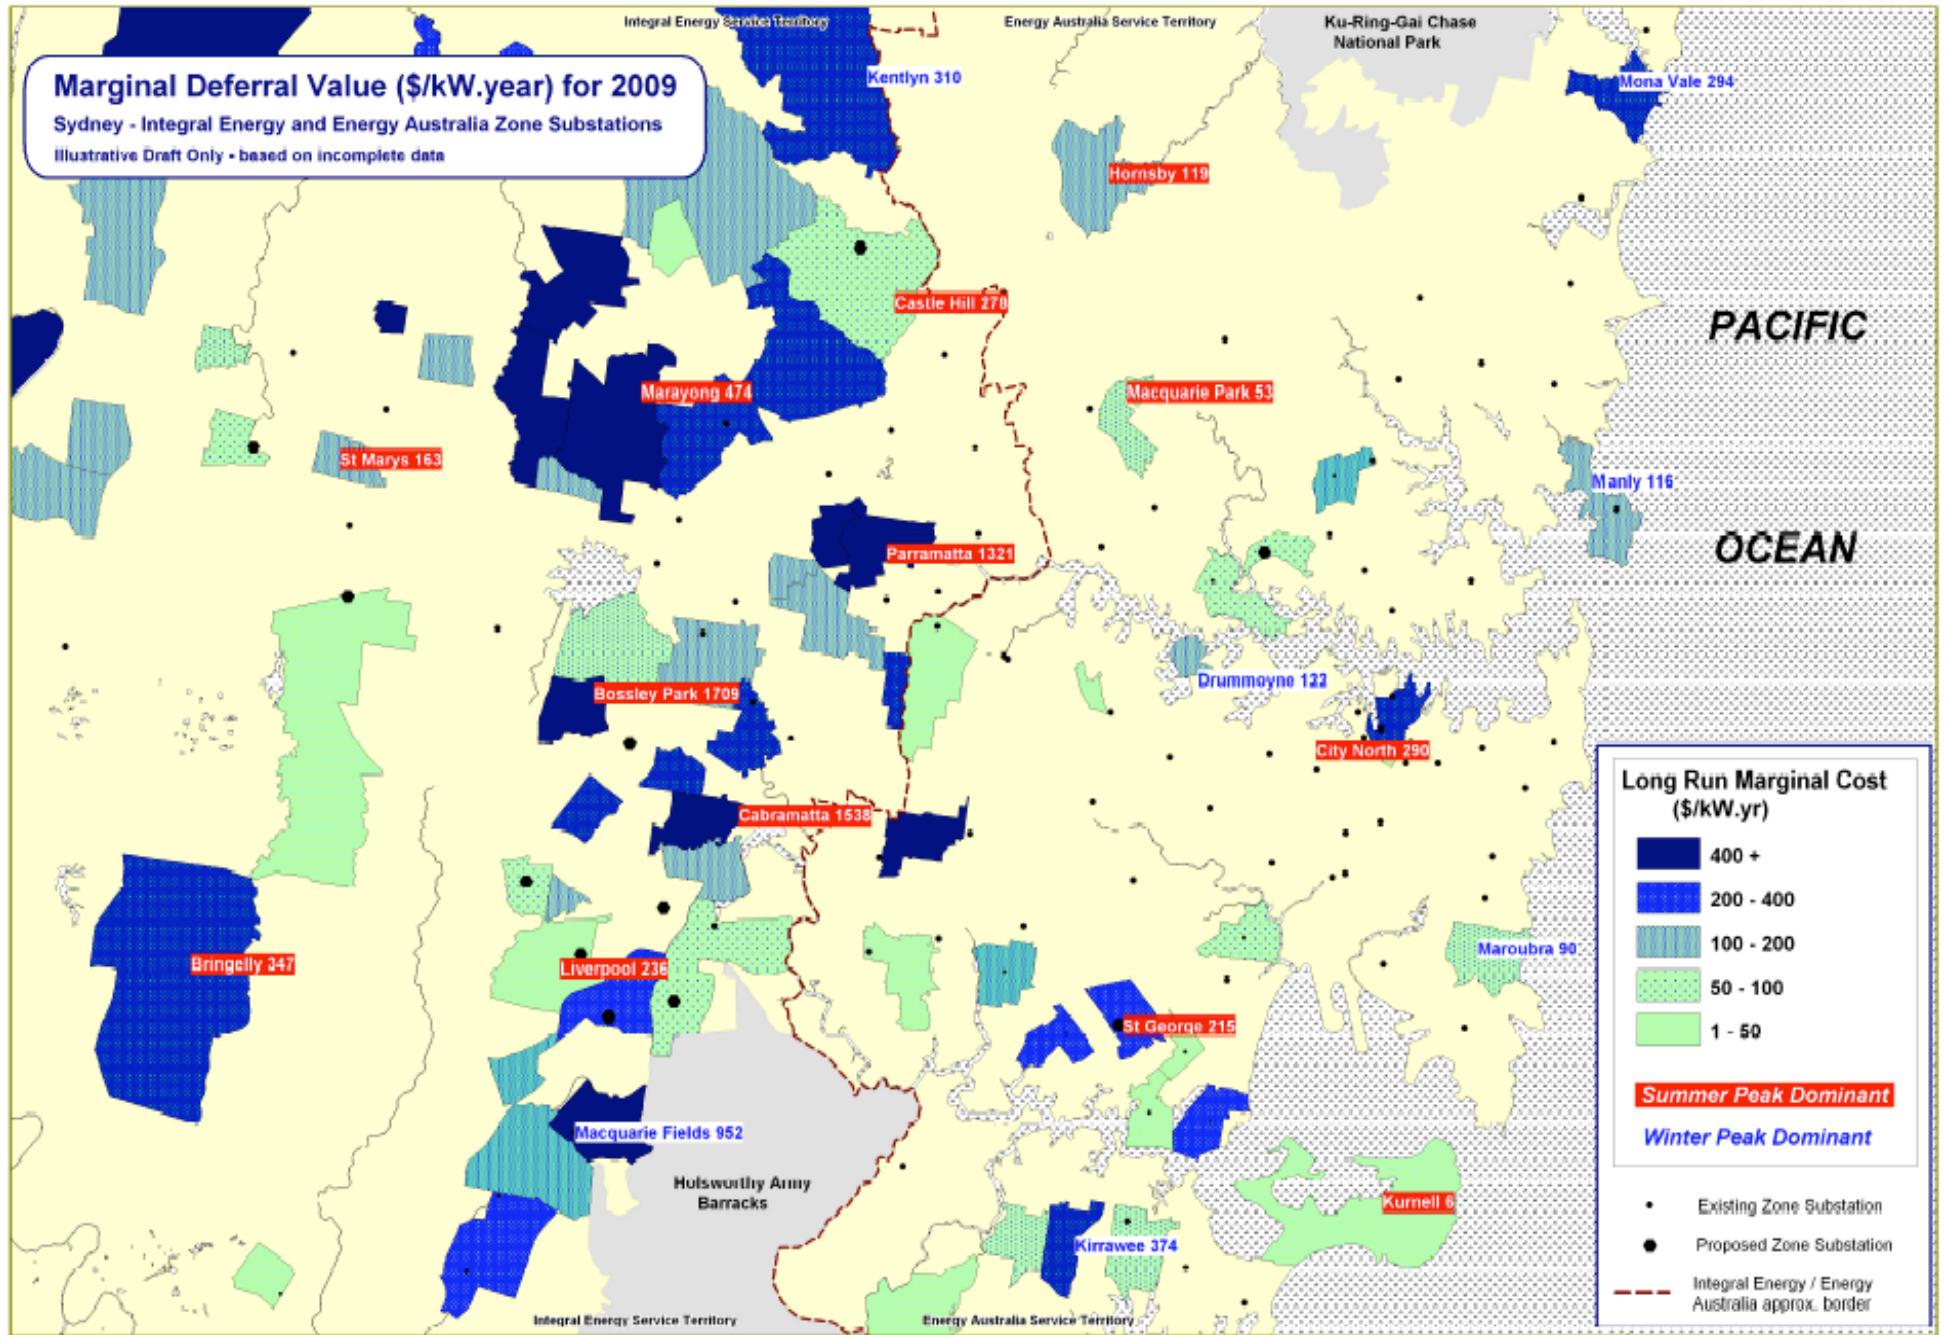 Integral Energy Service Territory
Energy Australia Service Territory
Ku-Ring-Gai Chase
National Park
Marginal Deferral Value ($/kW.year) for 2009
Sydney - Integral Energy and Energy Australia Zone Substations
Illustrative Draft Only - based on incomplete data
Kentlyn 310
Mona Vale 294
Hornsby 119
Castle Hill 278
PACIFIC
Marayong 474
Macquarie Park 53
St Marys 163
Manly 116
OCEAN
Parramatta 1321
Drummoyne 122
Bossley Park 1709
City North 290
Cabramatta 1538
Long Run Marginal Cost
($/kW.yr)
400 +
200 - 400
100 - 200
50 - 100
1 - 50
Summer Peak Dominant
Winter Peak Dominant
Existing Zone Substation
Proposed Zone Substation
Integral Energy / Energy
Australia approx. border
Maroubra 90
Bringelly 347
Liverpool 236
St George 215
Macquarie Fields 952
Holsworthy Army
Barracks
Kurnell 6
Kirrawee 374
Integral Energy Service Territory
Energy Australia Service Territory